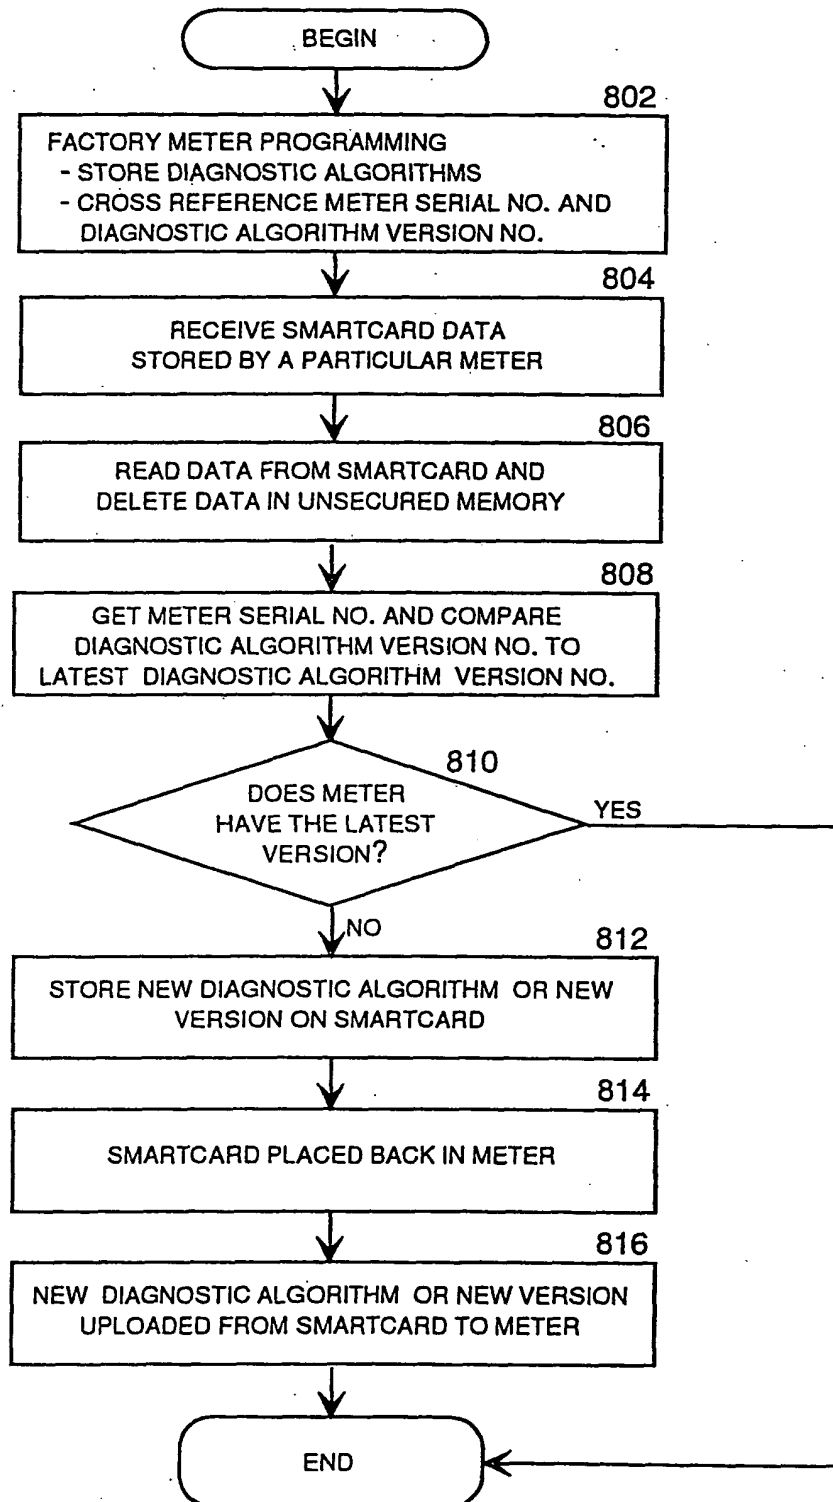 BEGIN
802
FACTORY METER PROGRAMMING
- STORE DIAGNOSTIC ALGORITHMS
- CROSS REFERENCE METER SERIAL NO. AND
DIAGNOSTIC ALGORITHM VERSION NO.
804
RECEIVE SMARTCARD DATA
STORED BY A PARTICULAR METER
806
READ DATA FROM SMARTCARD AND
DELETE DATA IN UNSECURED MEMORY
808
GET METER SERIAL NO. AND COMPARE
DIAGNOSTIC ALGORITHM VERSION NO. TO
LATEST DIAGNOSTIC ALGORITHM VERSION NO.
810
DOES METER
HAVE THE LATEST
VERSION?
YES
NO
812
STORE NEW DIAGNOSTIC ALGORITHM OR NEW
VERSION ON SMARTCARD
814
SMARTCARD PLACED BACK IN METER
816
NEW DIAGNOSTIC ALGORITHM OR NEW VERSION
UPLOADED FROM SMARTCARD TO METER
END